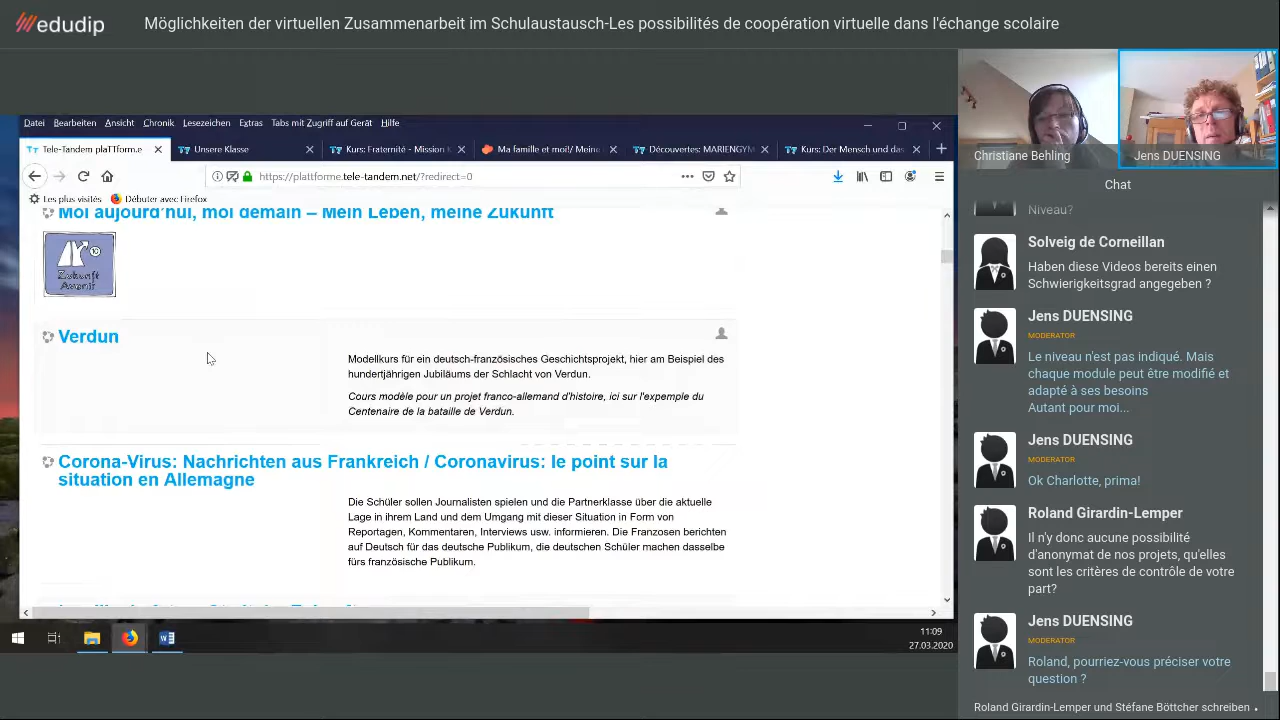 edudip
Möglichkeiten der virtuellen Zusammenarbeit im Schulaustausch-Les possibilités de coopération virtuelle dans l'échange scolaire
Datei Bearbeiten Ansicht Chronik Lesezeichen Extras Tabs mit Zugriff auf Gerät Hilfe
Tele-Tandem plaTTform.e
Unsere Klasse
Kurs: Fraternité - Mission k
Ma famille et moi!/ Meine
Découvertes: MARIENGYM
Kurs: Der Mensch und das
https://plattforme.tele-tandem.net/?redirect=0
Les plus visités Débuter avec Firefox
Moi aujourd'hui, moi demain – Mein Leben, meine Zukunft
Zukunft
Avenir
Verdun
Modellkurs für ein deutsch-französisches Geschichtsprojekt, hier am Beispiel des
hundertjährigen Jubiläums der Schlacht von Verdun.
Cours modèle pour un projet franco-allemand d'histoire, ici sur l'expemple du
Centenaire de la bataille de Verdun.
Corona-Virus: Nachrichten aus Frankreich / Coronavirus: le point sur la
situation en Allemagne
Die Schüler sollen Journalisten spielen und die Partnerklasse über die aktuelle
Lage in ihrem Land und dem Umgang mit dieser Situation in Form von
Reportagen, Kommentaren, Interviews usw. informieren. Die Franzosen berichten
auf Deutsch für das deutsche Publikum, die deutschen Schüler machen dasselbe
fürs französische Publikum.
11:09
27.03.2020
Christiane Behling
Jens DUENSING
Chat
Niveau?
Solveig de Corneillan
Haben diese Videos bereits einen
Schwierigkeitsgrad angegeben ?
Jens DUENSING
MODERATOR
Le niveau n'est pas indiqué. Mais
chaque module peut être modifié et
adapté à ses besoins
Autant pour moi...
Jens DUENSING
MODERATOR
Ok Charlotte, prima!
Roland Girardin-Lemper
Il n'y donc aucune possibilité
d'anonymat de nos projets, qu'elles
sont les critères de contrôle de votre
part?
Jens DUENSING
MODERATOR
Roland, pourriez-vous préciser votre
question ?
Roland Girardin-Lemper und Stéfane Böttcher schreiben